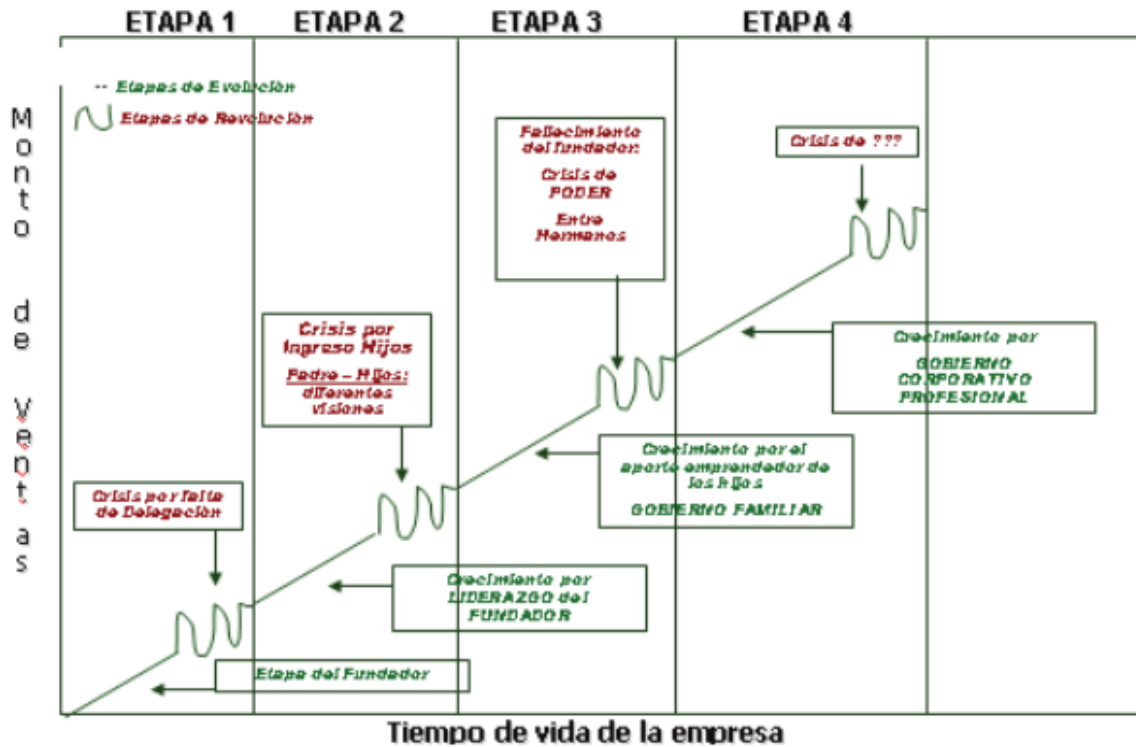 ETAPA 1
ETAPA 2
ETAPA 3
ETAPA 4
-- Etapas de Evolución
Etapas de Revolución
Monto de Ventas
Fallecimiento
del fundador:
Crisis de
PODER
Entre
Hermanos
Crisis de ???
Crisis por
Ingreso Hijos
Padre – Hijos:
diferentes
visiones
Crecimiento por
GOBIERNO
CORPORATIVO
PROFESIONAL
Crisis por falta
de Delegación
Crecimiento por el
aporte emprendedor de
los hijos
GOBIERNO FAMILIAR
Crecimiento por
LIDERAZGO del
FUNDADOR
Etapa del Fundador
Tiempo de vida de la empresa